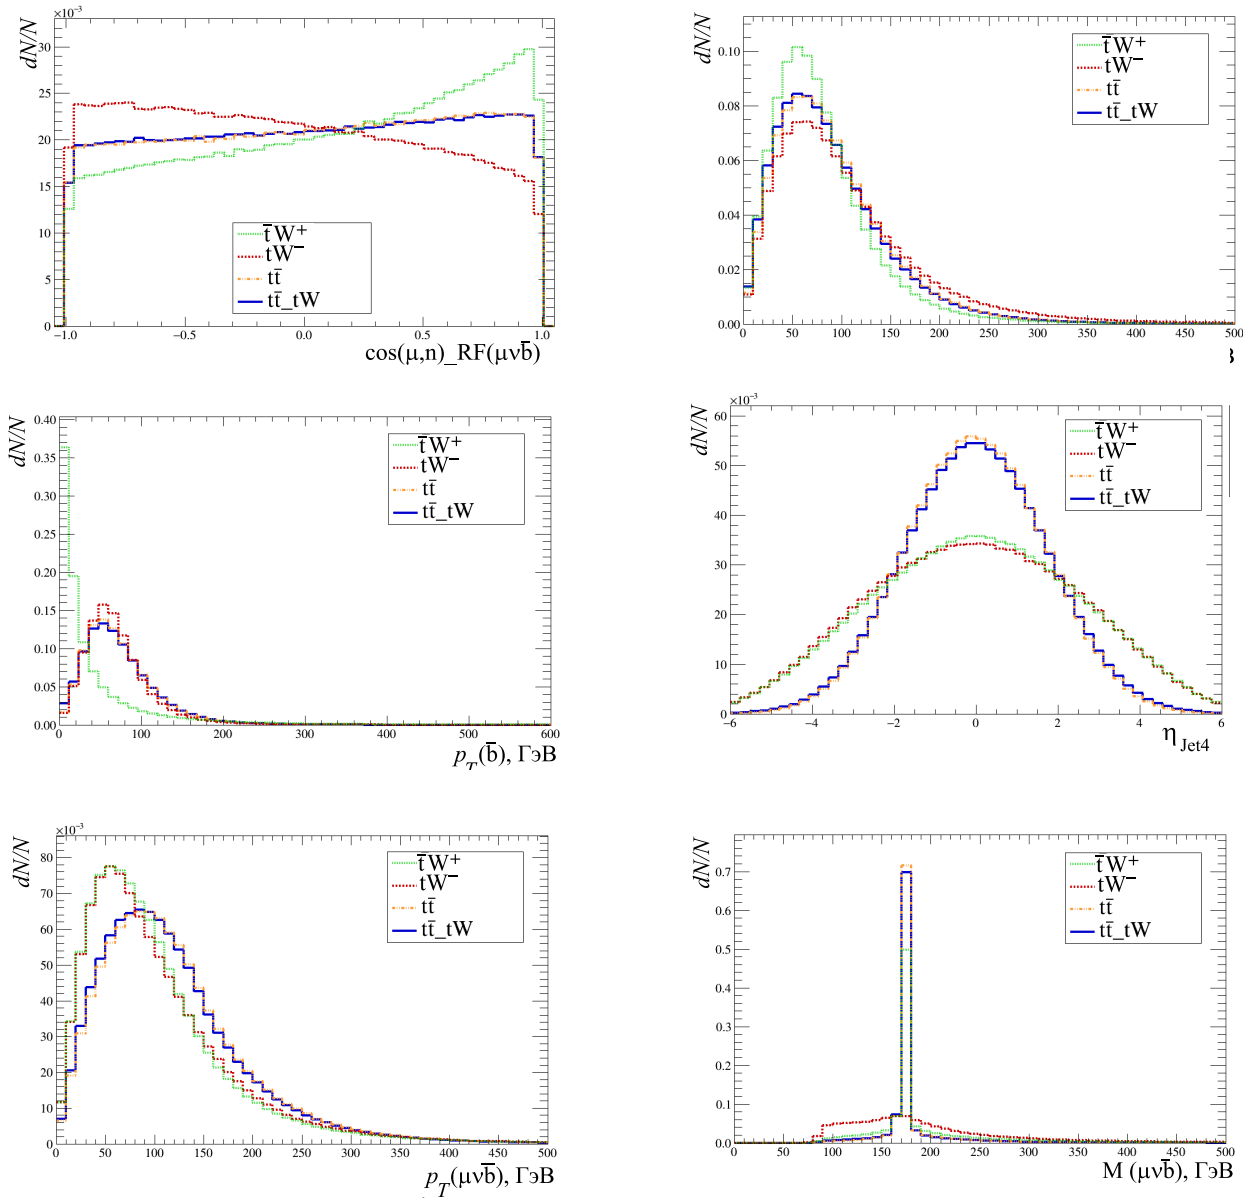 ×10⁻³
dN/N
30
25
20
15
10
5
0
t̄W⁺
tW⁻
tt̄
tt̄_tW
−1.0 −0.5 0.0 0.5 1.0
cos(μ,n)_RF(μνb̄)
dN/N
0.10
0.08
0.06
0.04
0.02
0.00
t̄W⁺
tW⁻
tt̄
tt̄_tW
0 50 100 150 200 250 300 350 400 450 500
dN/N
0.40
0.35
0.30
0.25
0.20
0.15
0.10
0.05
0.00
t̄W⁺
tW⁻
tt̄
tt̄_tW
0 100 200 300 400 500 600
p_T(b̄), ГэВ
×10⁻³
dN/N
60
50
40
30
20
10
0
t̄W⁺
tW⁻
tt̄
tt̄_tW
−6 −4 −2 0 2 4 6
η_Jet4
×10⁻³
dN/N
80
70
60
50
40
30
20
10
0
t̄W⁺
tW⁻
tt̄
tt̄_tW
0 50 100 150 200 250 300 350 400 450 500
p_T(μνb̄), ГэВ
dN/N
0.7
0.6
0.5
0.4
0.3
0.2
0.1
0.0
t̄W⁺
tW⁻
tt̄
tt̄_tW
0 50 100 150 200 250 300 350 400 450 500
M (μνb̄), ГэВ